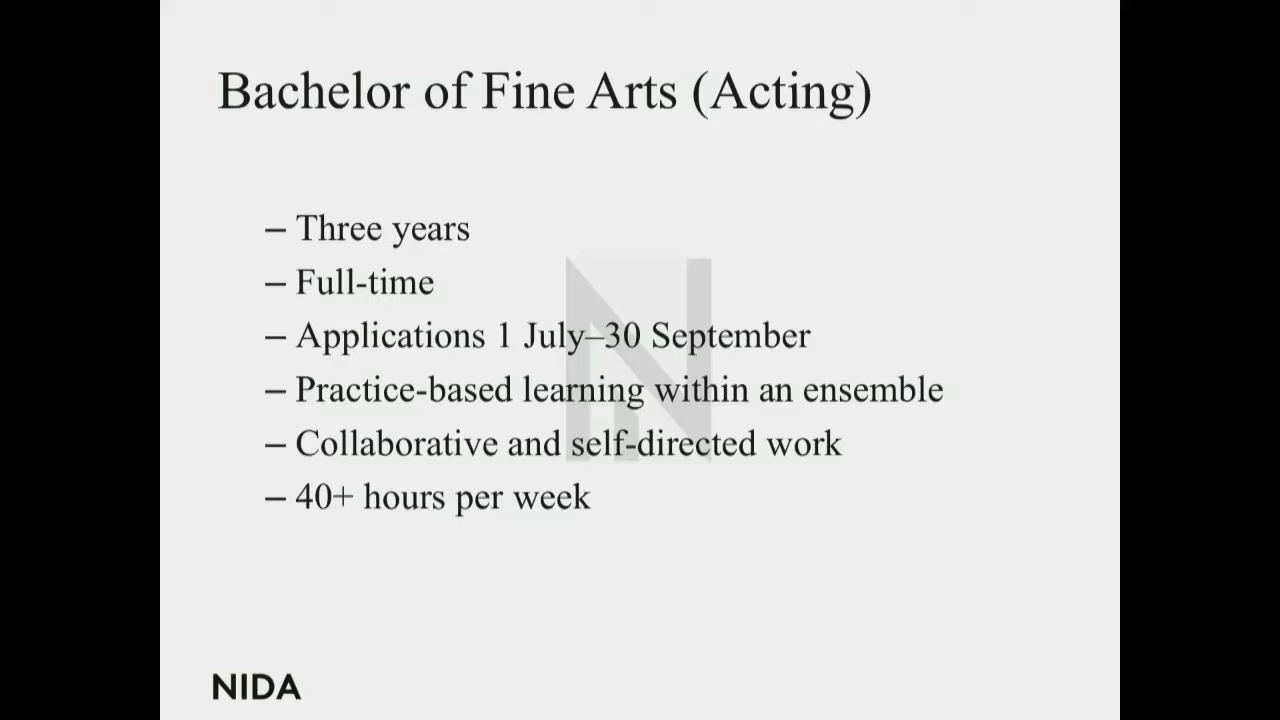 Bachelor of Fine Arts (Acting)
– Three years
– Full-time
– Applications 1 July–30 September
– Practice-based learning within an ensemble
– Collaborative and self-directed work
– 40+ hours per week
NIDA